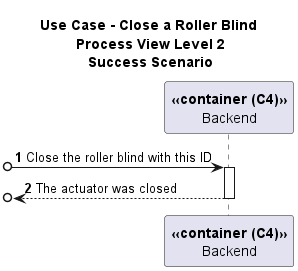 Use Case - Close a Roller Blind
Process View Level 2
Success Scenario
«container (C4)»
Backend
1 Close the roller blind with this ID
2 The actuator was closed
«container (C4)»
Backend